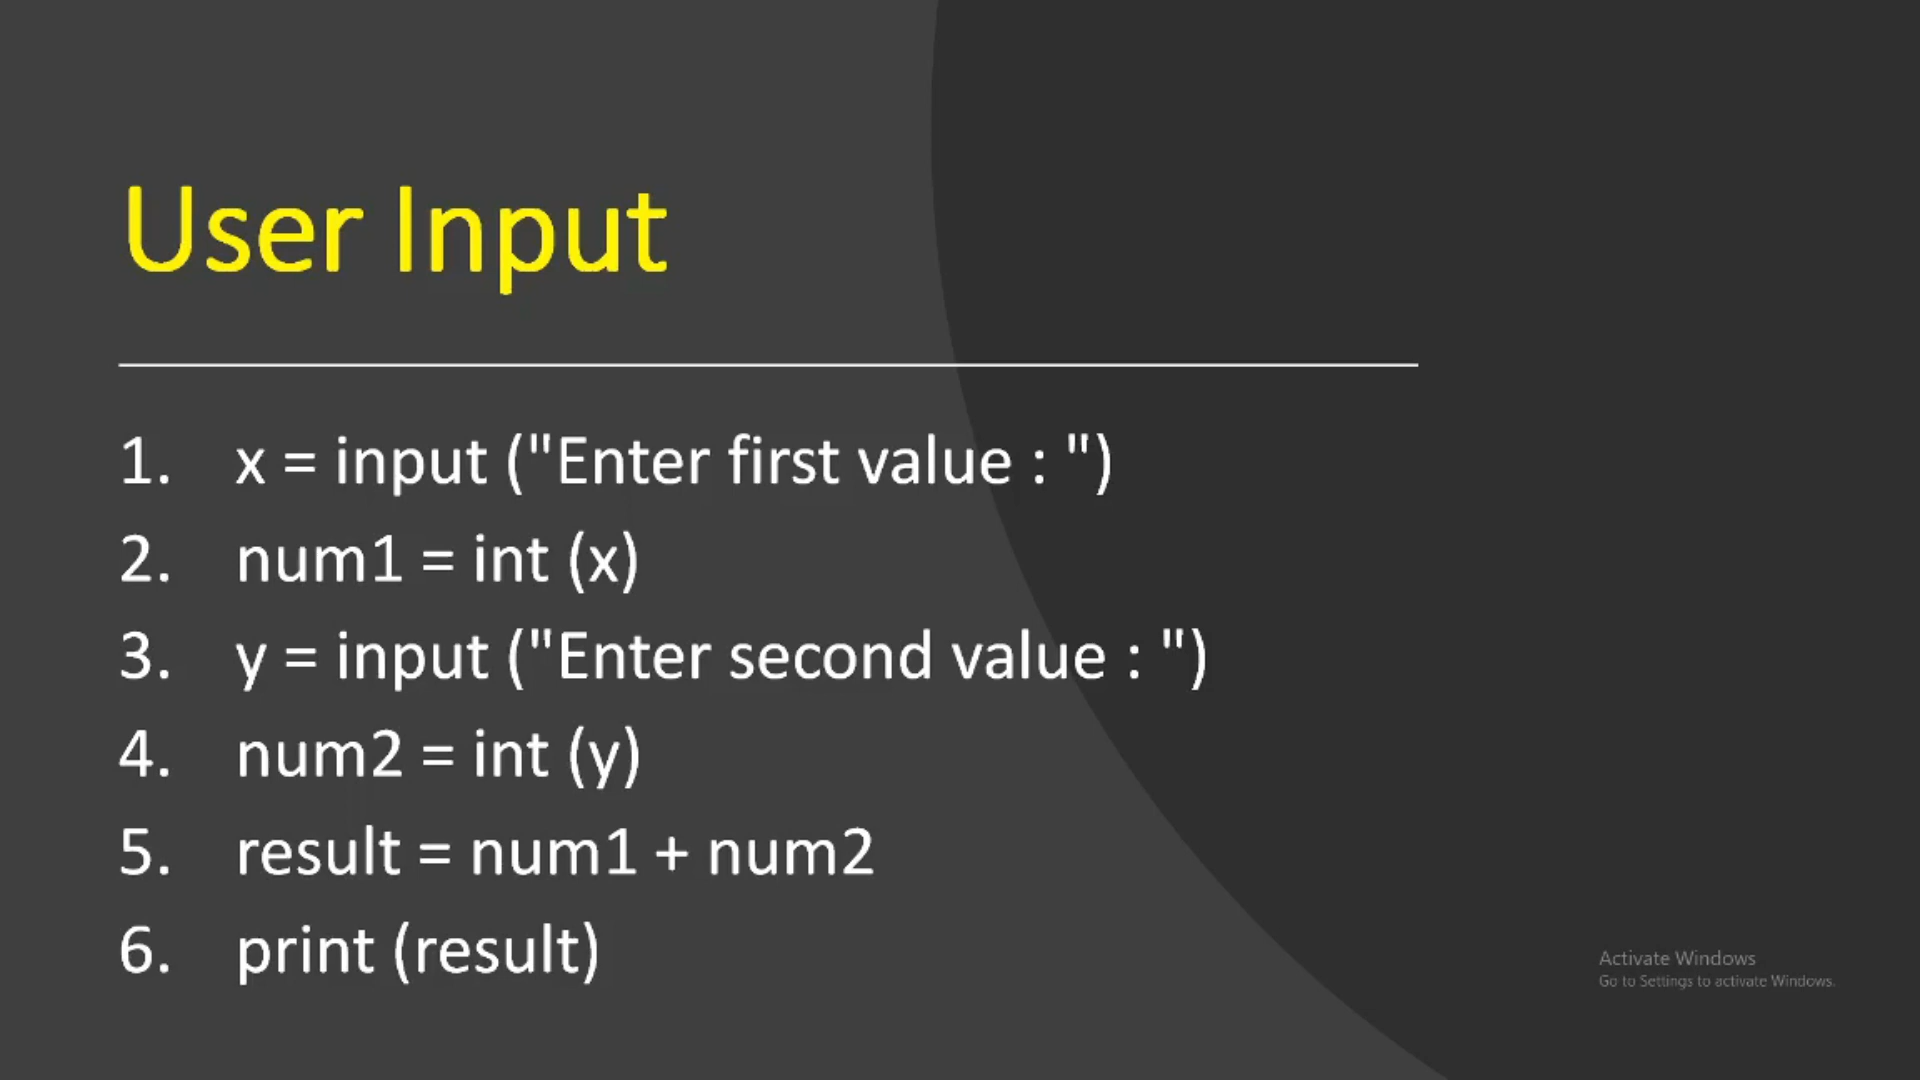 User Input
1. x = input ("Enter first value : ")
2. num1 = int (x)
3. y = input ("Enter second value : ")
4. num2 = int (y)
5. result = num1 + num2
6. print (result)
Activate Windows
Go to Settings to activate Windows.